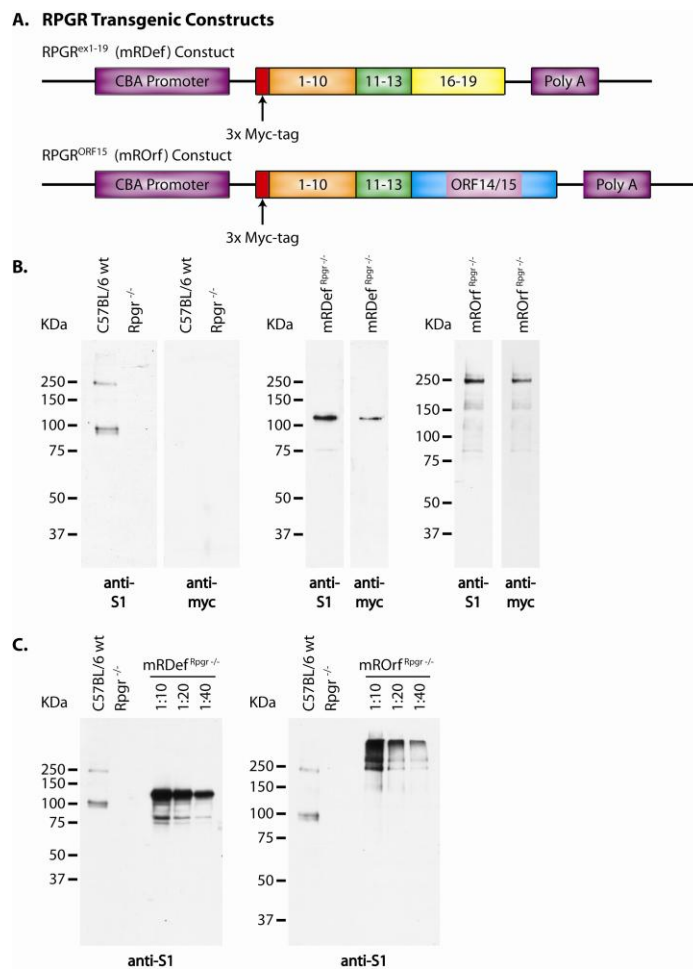 A. RPGR Transgenic Constructs
RPGRex1-19 (mRDef) Constuct
CBA Promoter 1-10 11-13 16-19 Poly A
3x Myc-tag
RPGRORF15 (mROrf) Constuct
CBA Promoter 1-10 11-13 ORF14/15 Poly A
3x Myc-tag
B.
KDa C57BL/6 wt Rpgr -/- C57BL/6 wt Rpgr -/-
250
150
100
75
50
37
anti-S1 anti-myc
mRDef Rpgr -/- mRDef Rpgr -/-
250
150
100
75
50
37
anti-S1 anti-myc
mROrf Rpgr -/- mROrf Rpgr -/-
250
150
100
75
50
37
anti-S1 anti-myc
C.
mRDef Rpgr -/-
KDa C57BL/6 wt Rpgr -/- 1:10 1:20 1:40
250
150
100
75
50
37
anti-S1
mROrf Rpgr -/-
KDa C57BL/6 wt Rpgr -/- 1:10 1:20 1:40
250
150
100
75
50
37
anti-S1